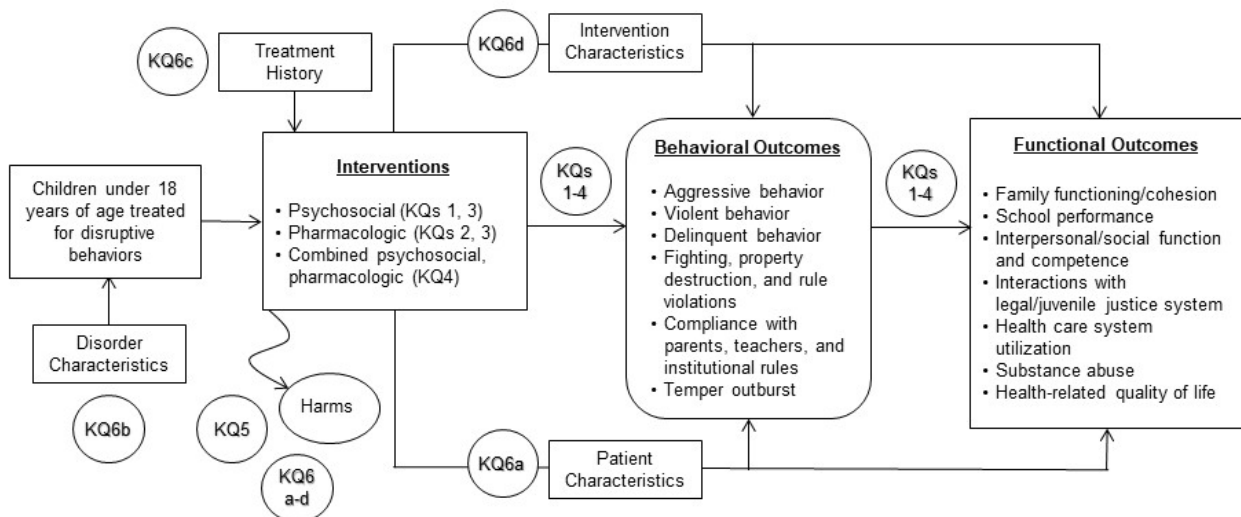 KQ6c
Treatment
History
KQ6d
Intervention
Characteristics
Children under 18
years of age treated
for disruptive
behaviors
Disorder
Characteristics
KQ6b
Interventions
• Psychosocial (KQs 1, 3)
• Pharmacologic (KQs 2, 3)
• Combined psychosocial,
pharmacologic (KQ4)
KQ5
Harms
KQ6
a-d
KQs
1-4
Behavioral Outcomes
• Aggressive behavior
• Violent behavior
• Delinquent behavior
• Fighting, property
destruction, and rule
violations
• Compliance with
parents, teachers, and
institutional rules
• Temper outburst
KQs
1-4
Functional Outcomes
• Family functioning/cohesion
• School performance
• Interpersonal/social function
and competence
• Interactions with
legal/juvenile justice system
• Health care system
utilization
• Substance abuse
• Health-related quality of life
KQ6a
Patient
Characteristics